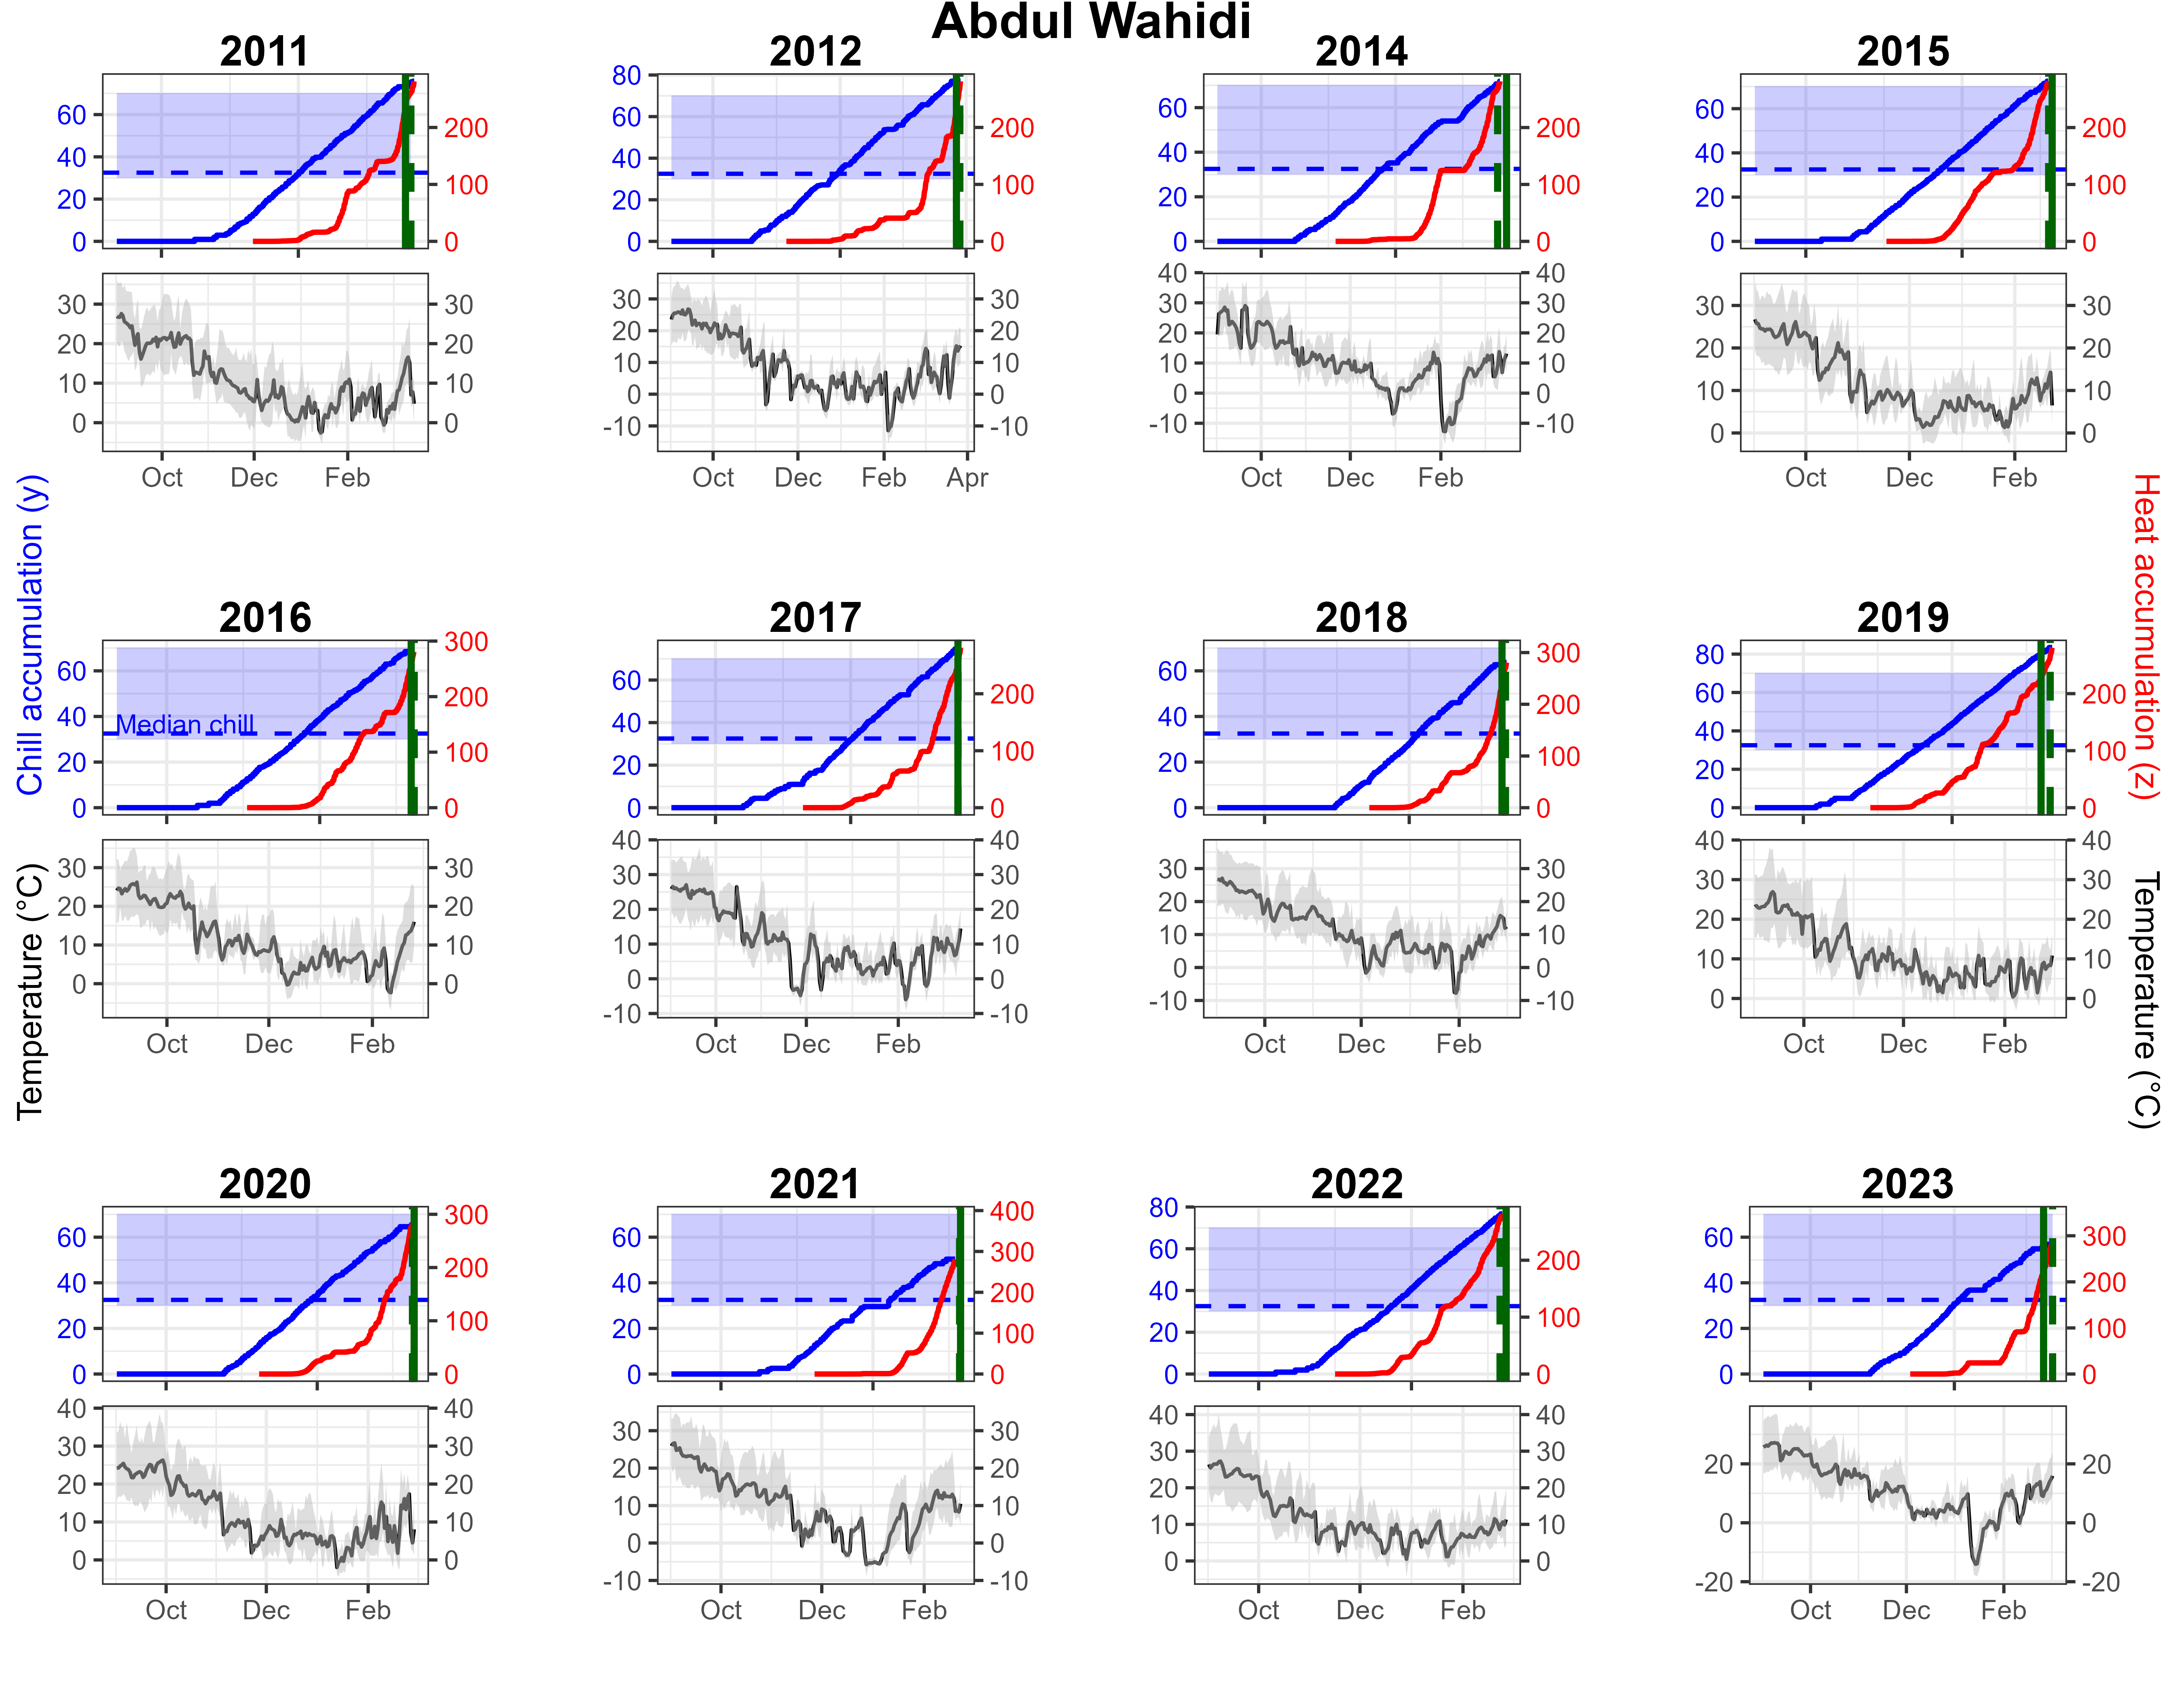 Abdul Wahidi
2011 2012 2014 2015
60 40 20 0 200 100 0
80 60 40 20 0 200 100 0
60 40 20 0 200 100 0
60 40 20 0 200 100 0
30 20 10 0 30 20 10 0
30 20 10 0 -10 30 20 10 0 -10
40 30 20 10 0 -10 40 30 20 10 0 -10
30 20 10 0 30 20 10 0
Oct Dec Feb
Oct Dec Feb Apr
Oct Dec Feb
Oct Dec Feb
Chill accumulation (y)
Heat accumulation (z)
Temperature (°C)
Temperature (°C)
2016 2017 2018 2019
60 40 20 0 300 200 100 0
Median chill
60 40 20 0 200 100 0
60 40 20 0 300 200 100 0
80 60 40 20 0 200 100 0
30 20 10 0 30 20 10 0
40 30 20 10 0 -10 40 30 20 10 0 -10
30 20 10 0 -10 30 20 10 0 -10
40 30 20 10 0 40 30 20 10 0
Oct Dec Feb
Oct Dec Feb
Oct Dec Feb
Oct Dec Feb
2020 2021 2022 2023
60 40 20 0 300 200 100 0
60 40 20 0 400 300 200 100 0
80 60 40 20 0 200 100 0
60 40 20 0 300 200 100 0
40 30 20 10 0 40 30 20 10 0
30 20 10 0 -10 30 20 10 0 -10
40 30 20 10 0 40 30 20 10 0
20 0 -20 20 0 -20
Oct Dec Feb
Oct Dec Feb
Oct Dec Feb
Oct Dec Feb